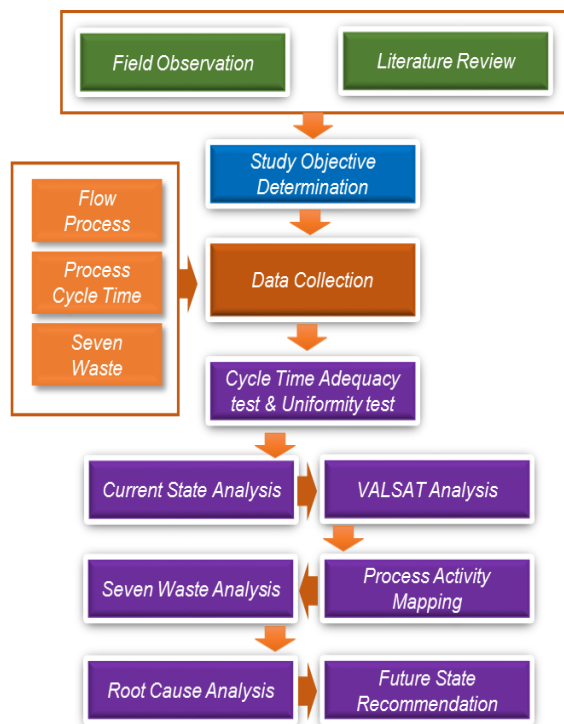 Field Observation
Literature Review
Study Objective
Determination
Flow
Process
Process
Cycle Time
Seven
Waste
Data Collection
Cycle Time Adequacy
test & Uniformity test
Current State Analysis
VALSAT Analysis
Seven Waste Analysis
Process Activity
Mapping
Root Cause Analysis
Future State
Recommendation